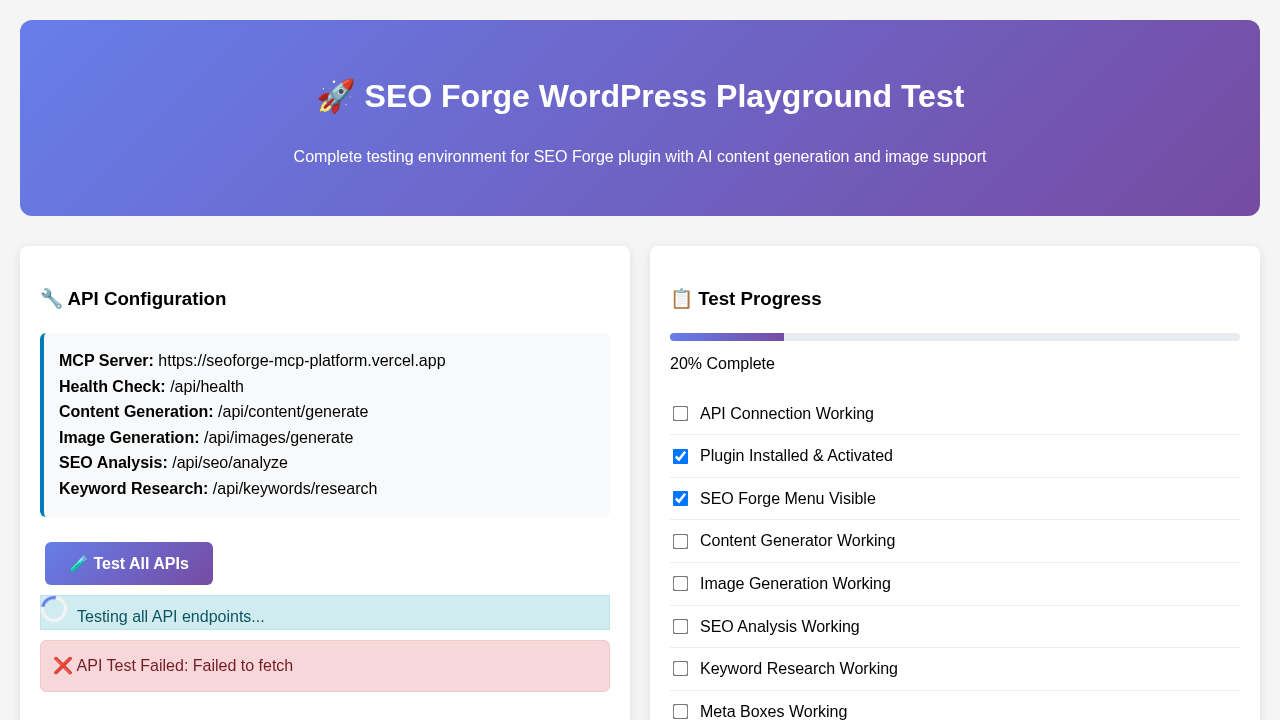 🚀 SEO Forge WordPress Playground Test
Complete testing environment for SEO Forge plugin with AI content generation and image support
🔧 API Configuration
MCP Server: https://seoforge-mcp-platform.vercel.app
Health Check: /api/health
Content Generation: /api/content/generate
Image Generation: /api/images/generate
SEO Analysis: /api/seo/analyze
Keyword Research: /api/keywords/research
🧪 Test All APIs
Testing all API endpoints...
❌ API Test Failed: Failed to fetch
📋 Test Progress
20% Complete
API Connection Working
Plugin Installed & Activated
SEO Forge Menu Visible
Content Generator Working
Image Generation Working
SEO Analysis Working
Keyword Research Working
Meta Boxes Working